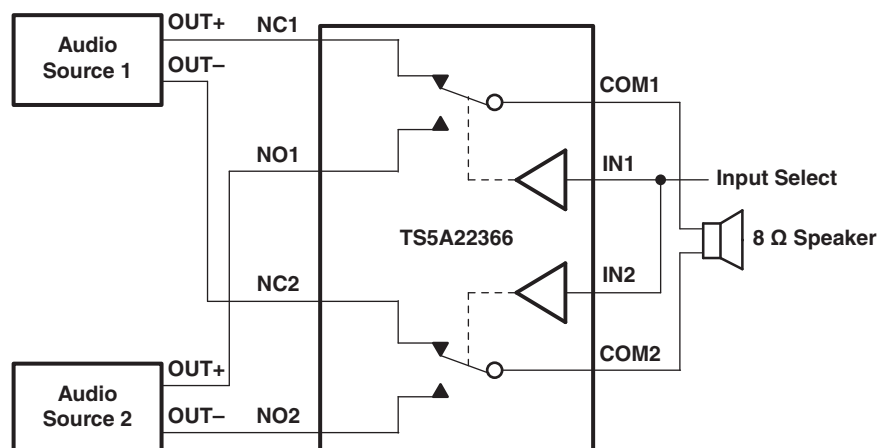 Audio
Source 1
OUT+
OUT–
NC1
COM1
NO1
IN1
Input Select
TS5A22366
8 Ω Speaker
NC2
IN2
COM2
Audio
Source 2
OUT+
OUT–
NO2